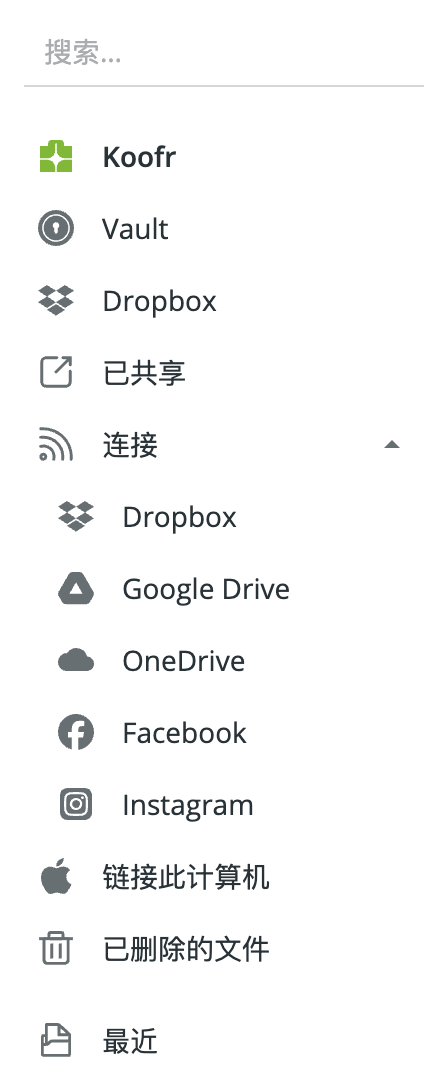 搜索...
Koofr
Vault
Dropbox
已共享
连接
Dropbox
Google Drive
OneDrive
Facebook
Instagram
链接此计算机
已删除的文件
最近